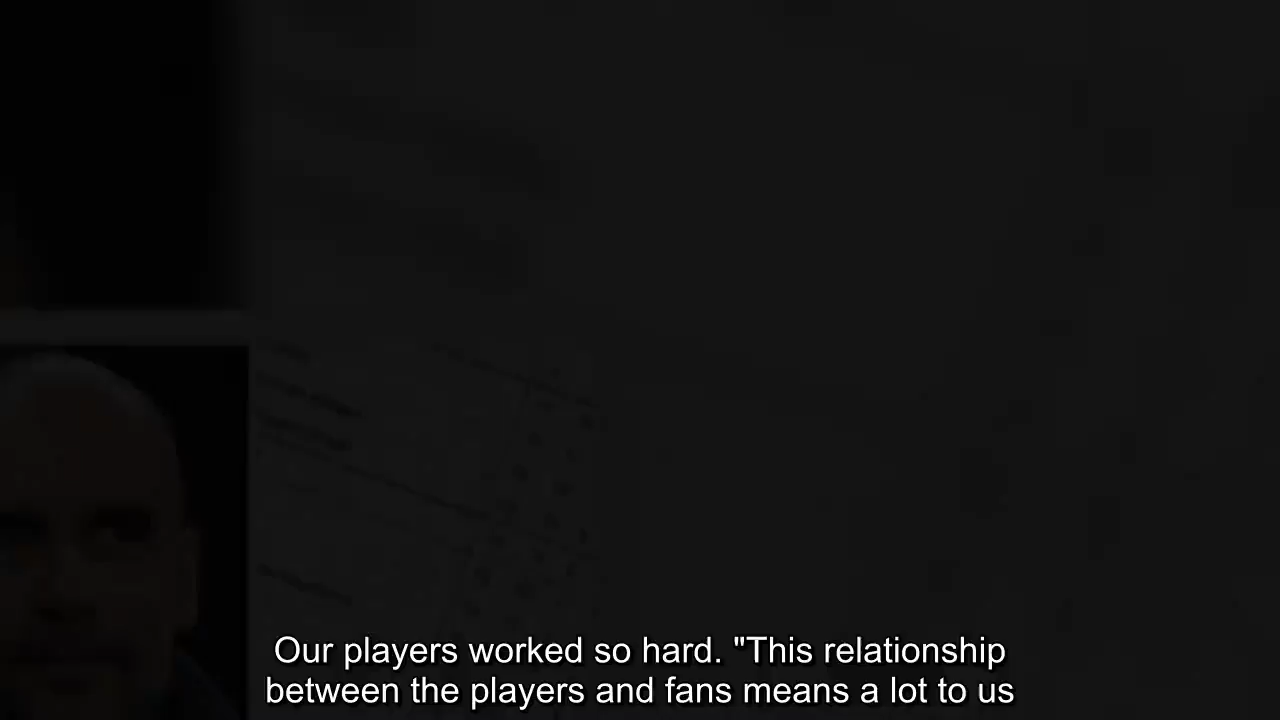 Our players worked so hard. "This relationship
between the players and fans means a lot to us